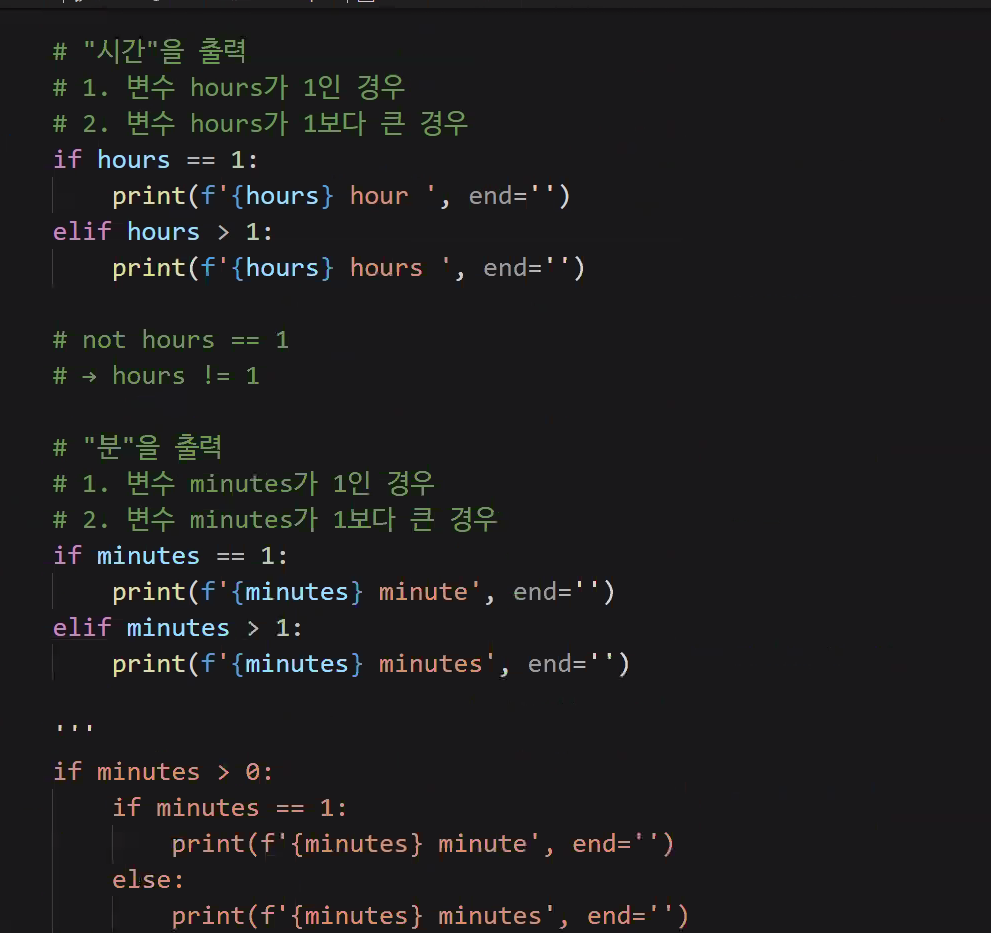 # "시간"을 출력
# 1. 변수 hours가 1인 경우
# 2. 변수 hours가 1보다 큰 경우
if hours == 1:
    print(f'{hours} hour ', end='')
elif hours > 1:
    print(f'{hours} hours ', end='')

# not hours == 1
# → hours != 1

# "분"을 출력
# 1. 변수 minutes가 1인 경우
# 2. 변수 minutes가 1보다 큰 경우
if minutes == 1:
    print(f'{minutes} minute', end='')
elif minutes > 1:
    print(f'{minutes} minutes', end='')

'''
if minutes > 0:
    if minutes == 1:
        print(f'{minutes} minute', end='')
    else:
        print(f'{minutes} minutes', end='')